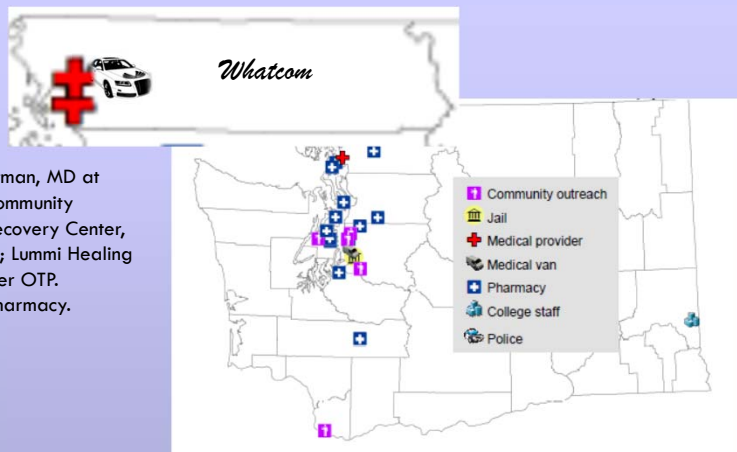 Whatcom
rman, MD at
ommunity
ecovery Center,
; Lummi Healing
er OTP.
harmacy.
Community outreach
Jail
Medical provider
Medical van
Pharmacy
College staff
Police